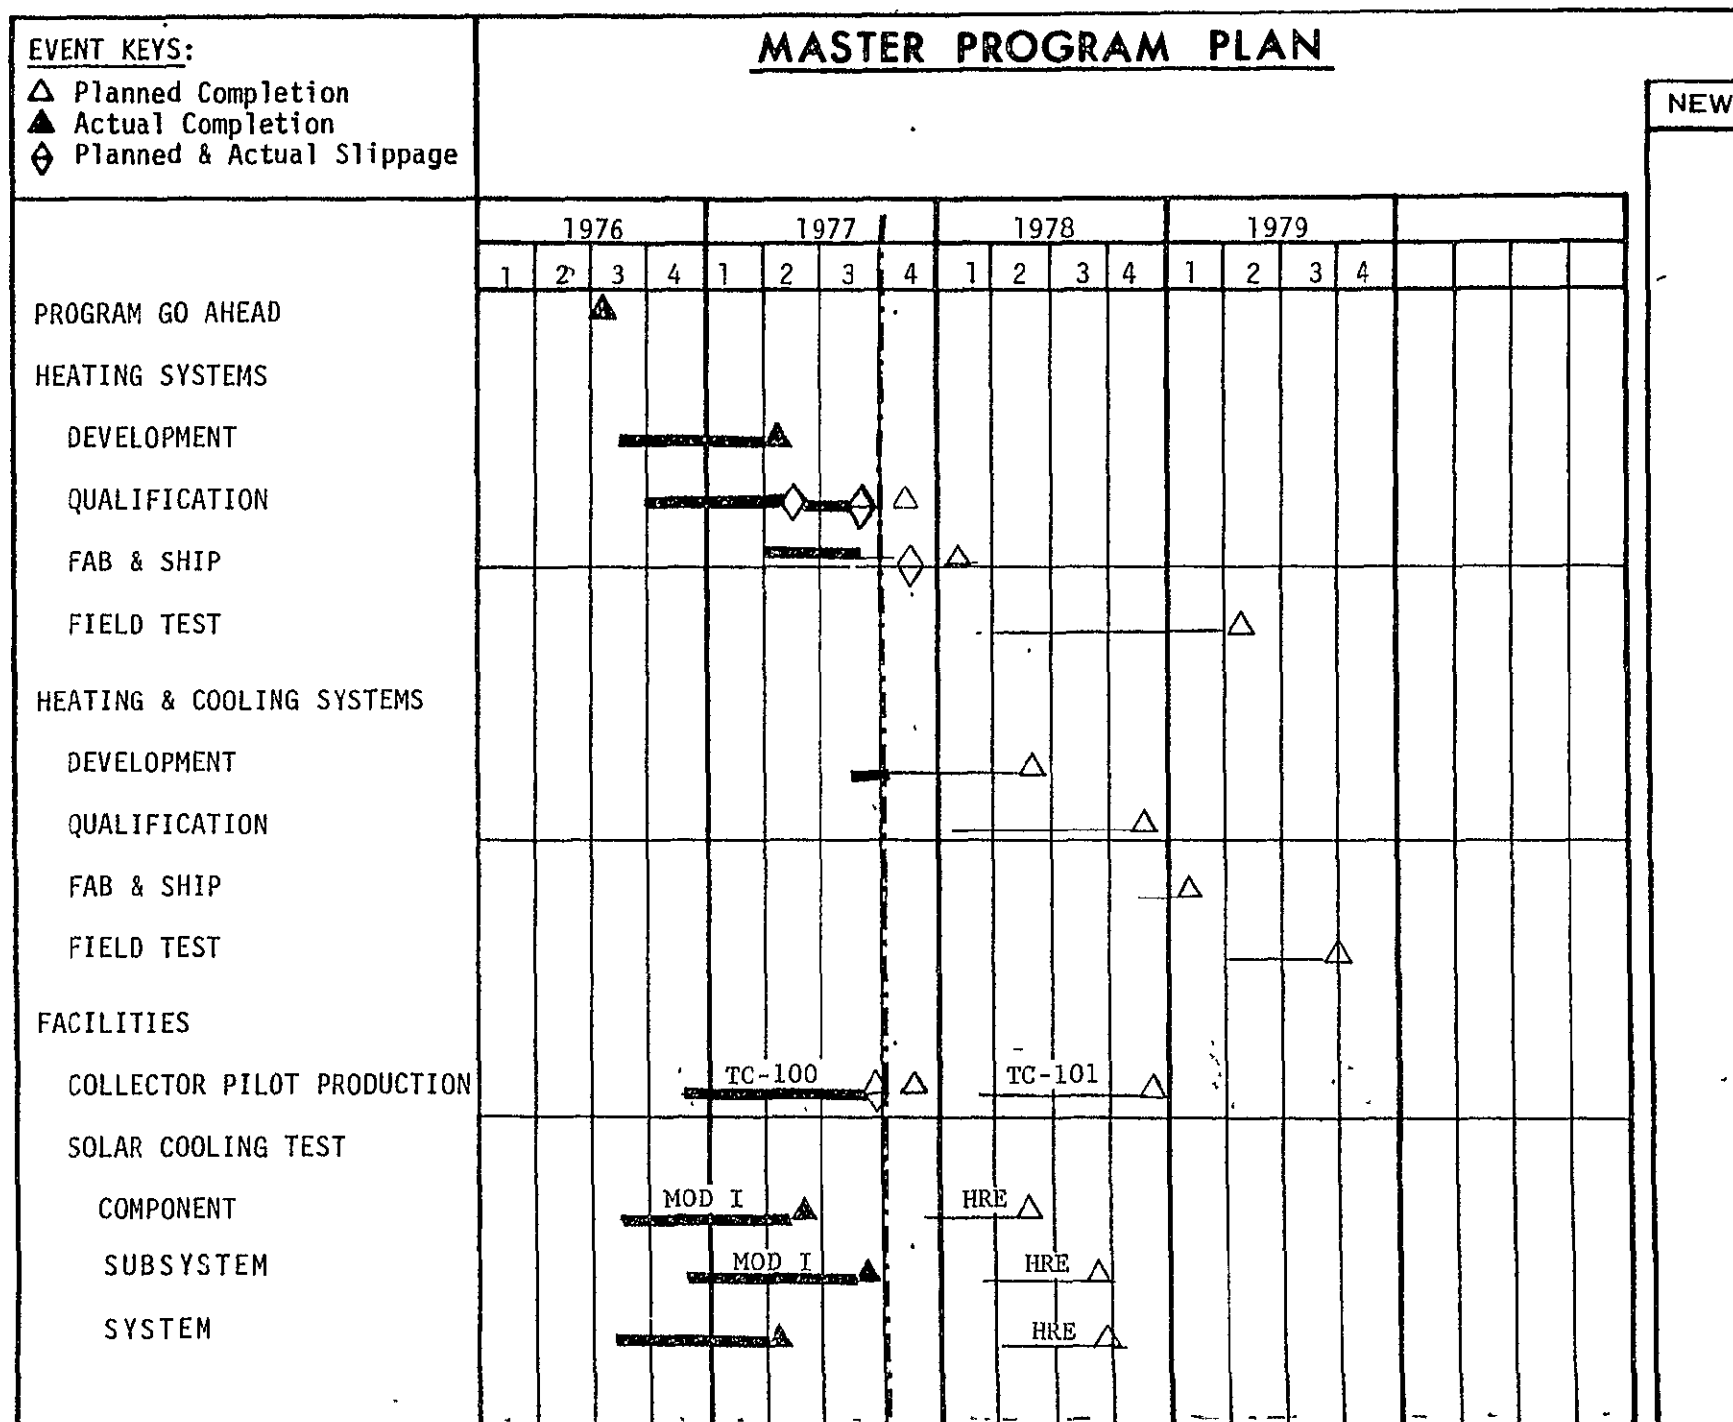 EVENT KEYS:
MASTER PROGRAM PLAN
△ Planned Completion
▲ Actual Completion
Planned & Actual Slippage
NEW
1976 1977 1978 1979
1 2 3 4 1 2 3 4 1 2 3 4 1 2 3 4
PROGRAM GO AHEAD
HEATING SYSTEMS
DEVELOPMENT
QUALIFICATION
FAB & SHIP
FIELD TEST
HEATING & COOLING SYSTEMS
DEVELOPMENT
QUALIFICATION
FAB & SHIP
FIELD TEST
FACILITIES
COLLECTOR PILOT PRODUCTION TC-100 TC-101
SOLAR COOLING TEST
COMPONENT MOD I HRE
SUBSYSTEM MOD I HRE
SYSTEM HRE